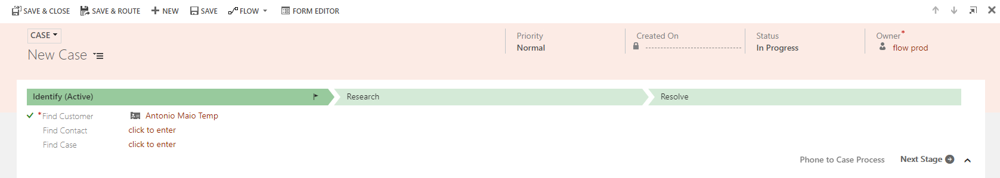 SAVE & CLOSE SAVE & ROUTE NEW SAVE FLOW FORM EDITOR
CASE
New Case
Priority
Normal
Created On
Status
In Progress
Owner*
flow prod
Identify (Active) Research Resolve
*Find Customer Antonio Maio Temp
Find Contact click to enter
Find Case click to enter
Phone to Case Process Next Stage